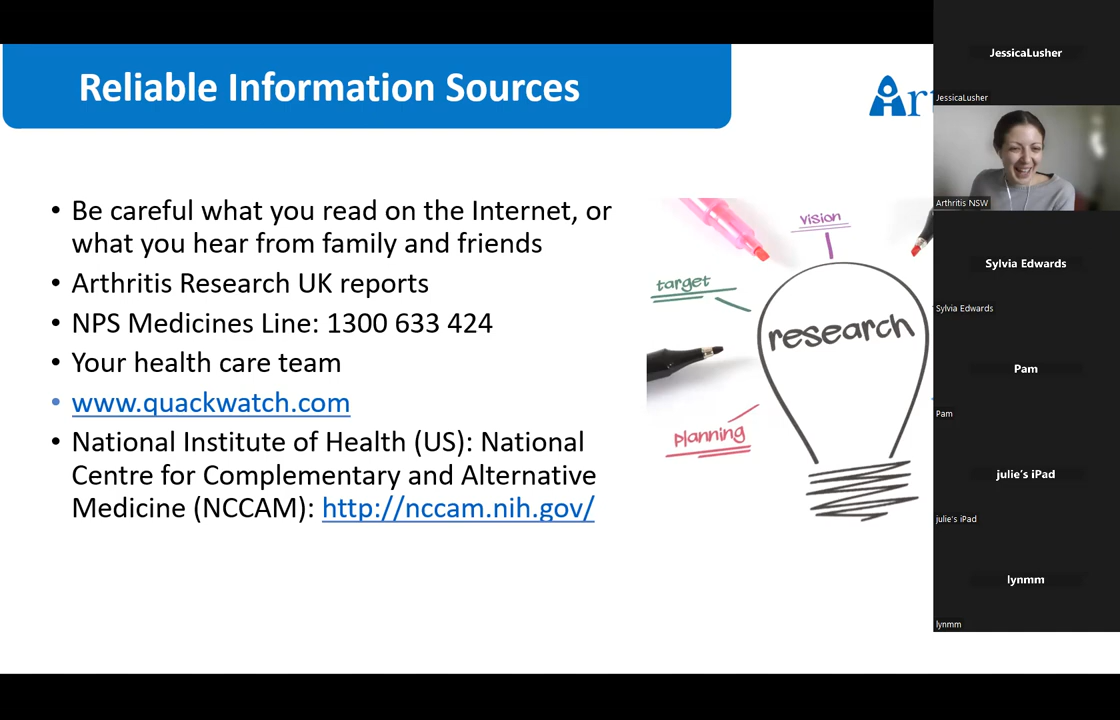 Reliable Information Sources
Art
• Be careful what you read on the Internet, or
what you hear from family and friends
• Arthritis Research UK reports
• NPS Medicines Line: 1300 633 424
• Your health care team
• www.quackwatch.com
• National Institute of Health (US): National
Centre for Complementary and Alternative
Medicine (NCCAM): http://nccam.nih.gov/
vision
target
research
planning
JessicaLusher
JessicaLusher
Arthritis NSW
Sylvia Edwards
Sylvia Edwards
Pam
Pam
julie's iPad
julie's iPad
lynmm
lynmm